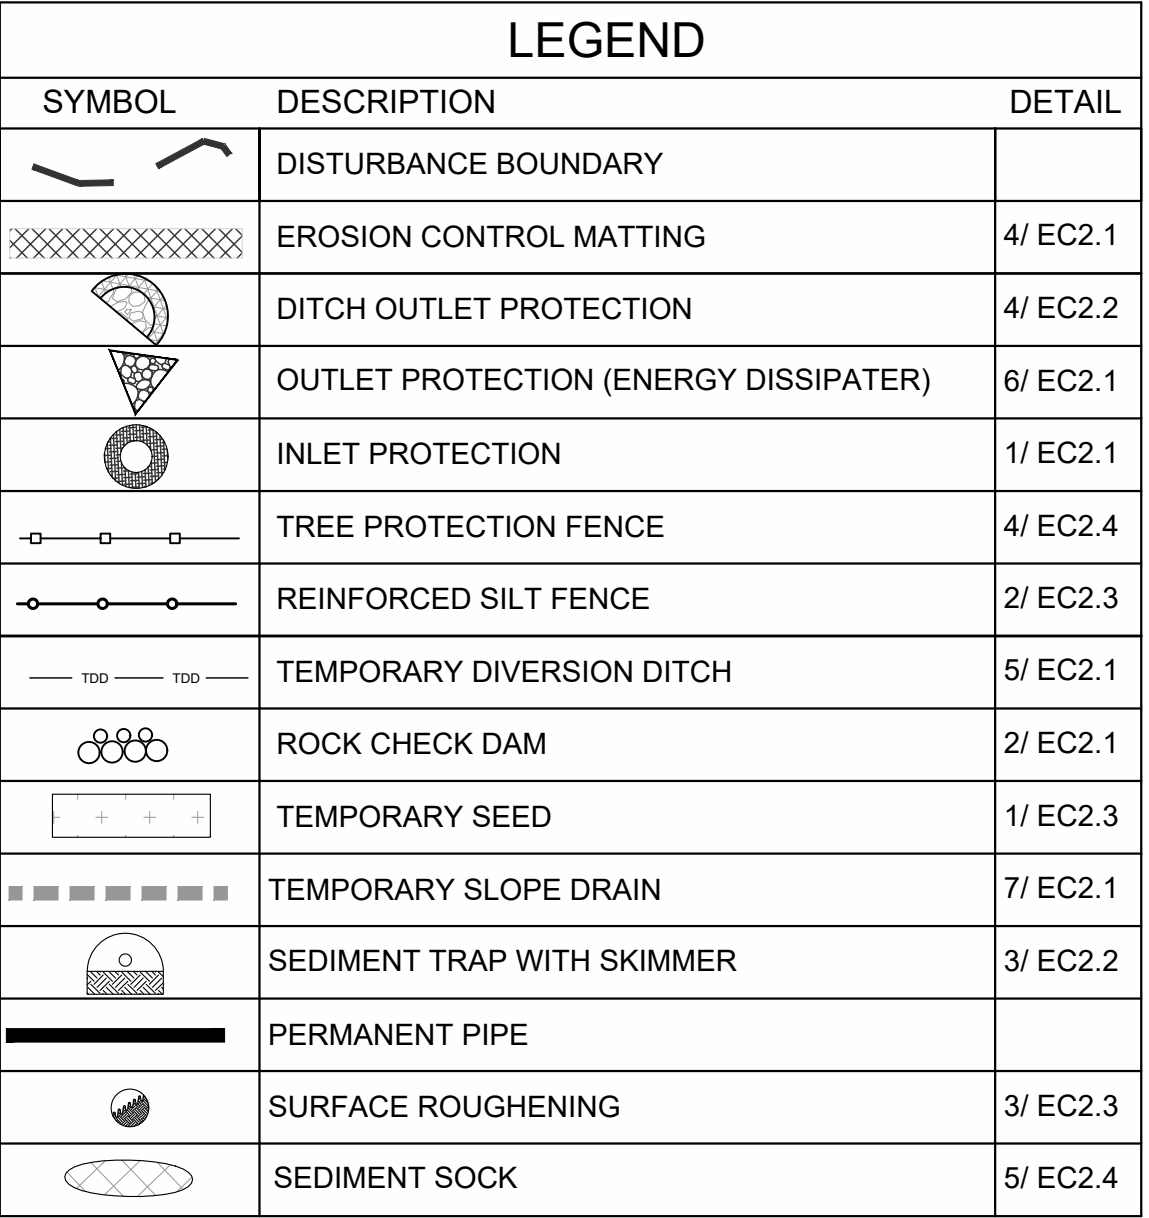 LEGEND
SYMBOL DESCRIPTION DETAIL
DISTURBANCE BOUNDARY
EROSION CONTROL MATTING 4/ EC2.1
DITCH OUTLET PROTECTION 4/ EC2.2
OUTLET PROTECTION (ENERGY DISSIPATER) 6/ EC2.1
INLET PROTECTION 1/ EC2.1
TREE PROTECTION FENCE 4/ EC2.4
REINFORCED SILT FENCE 2/ EC2.3
TDD TDD TEMPORARY DIVERSION DITCH 5/ EC2.1
ROCK CHECK DAM 2/ EC2.1
TEMPORARY SEED 1/ EC2.3
TEMPORARY SLOPE DRAIN 7/ EC2.1
SEDIMENT TRAP WITH SKIMMER 3/ EC2.2
PERMANENT PIPE
SURFACE ROUGHENING 3/ EC2.3
SEDIMENT SOCK 5/ EC2.4